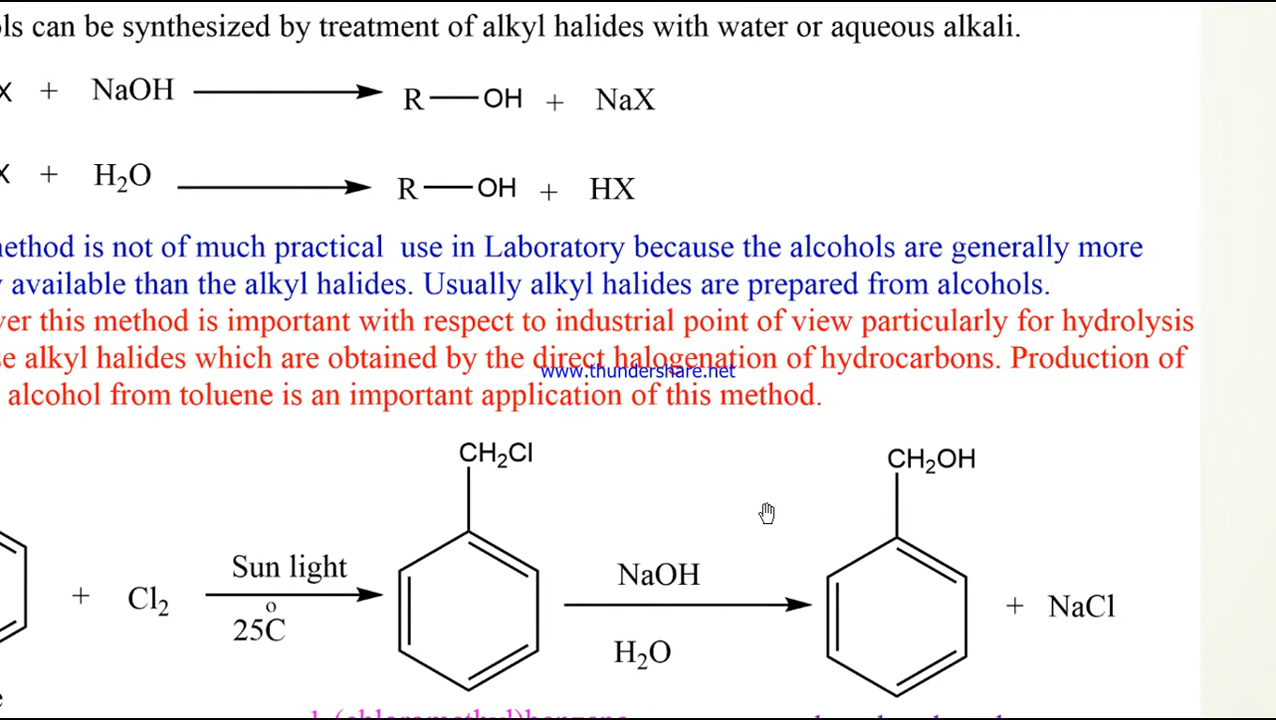 ols can be synthesized by treatment of alkyl halides with water or aqueous alkali.
X + NaOH R—OH + NaX
X + H₂O R—OH + HX
method is not of much practical use in Laboratory because the alcohols are generally more
available than the alkyl halides. Usually alkyl halides are prepared from alcohols.
ver this method is important with respect to industrial point of view particularly for hydrolysis
se alkyl halides which are obtained by the direct halogenation of hydrocarbons. Production of
www.thundershare.net
alcohol from toluene is an important application of this method.
CH₂Cl CH₂OH
Sun light NaOH
+ Cl₂ + NaCl
25°C H₂O
1-(chloromethyl)benzene